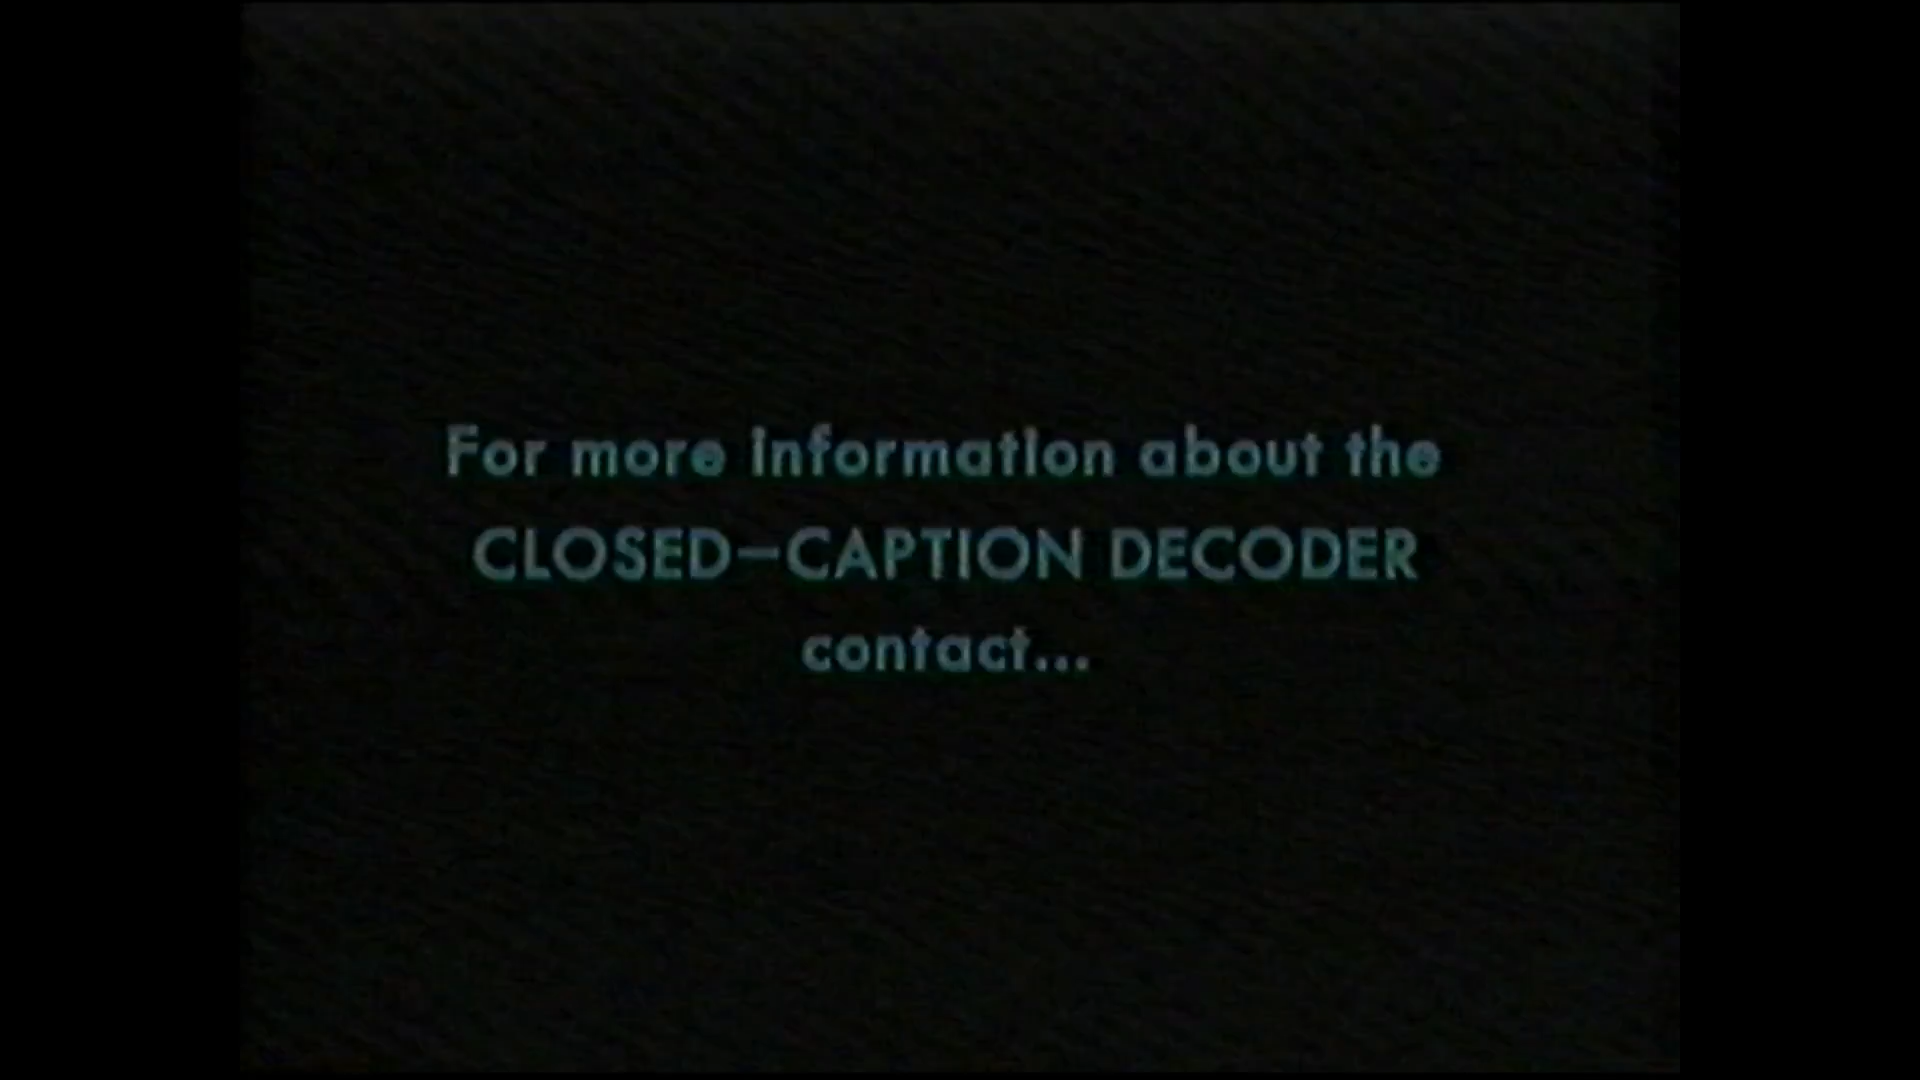 For more information about the
CLOSED—CAPTION DECODER
contact...